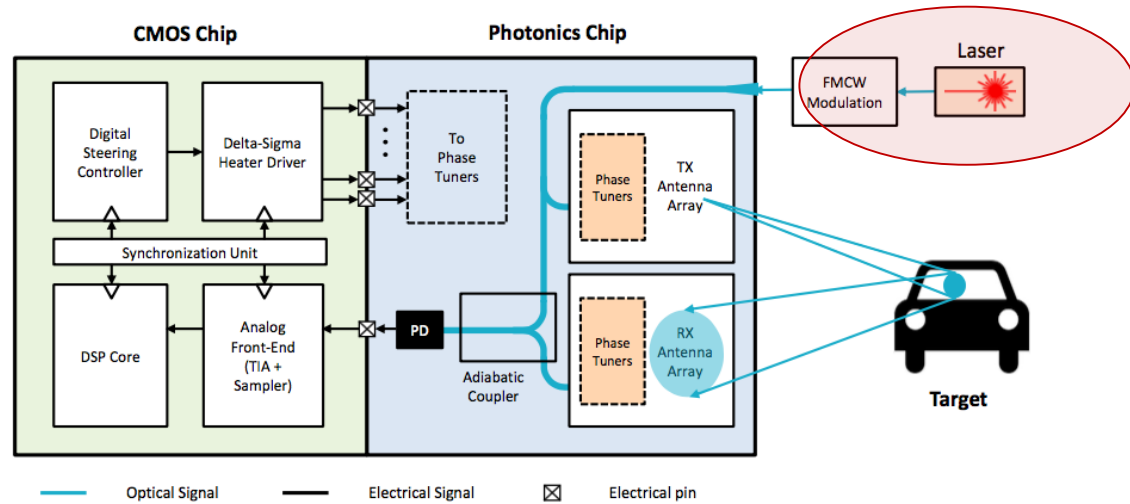 CMOS Chip
Photonics Chip
Laser
FMCW
Modulation
Digital
Steering
Controller
Delta-Sigma
Heater Driver
To
Phase
Tuners
Phase
Tuners
TX
Antenna
Array
Synchronization Unit
DSP Core
Analog
Front-End
(TIA +
Sampler)
PD
Adiabatic
Coupler
Phase
Tuners
RX
Antenna
Array
Target
Optical Signal
Electrical Signal
Electrical pin